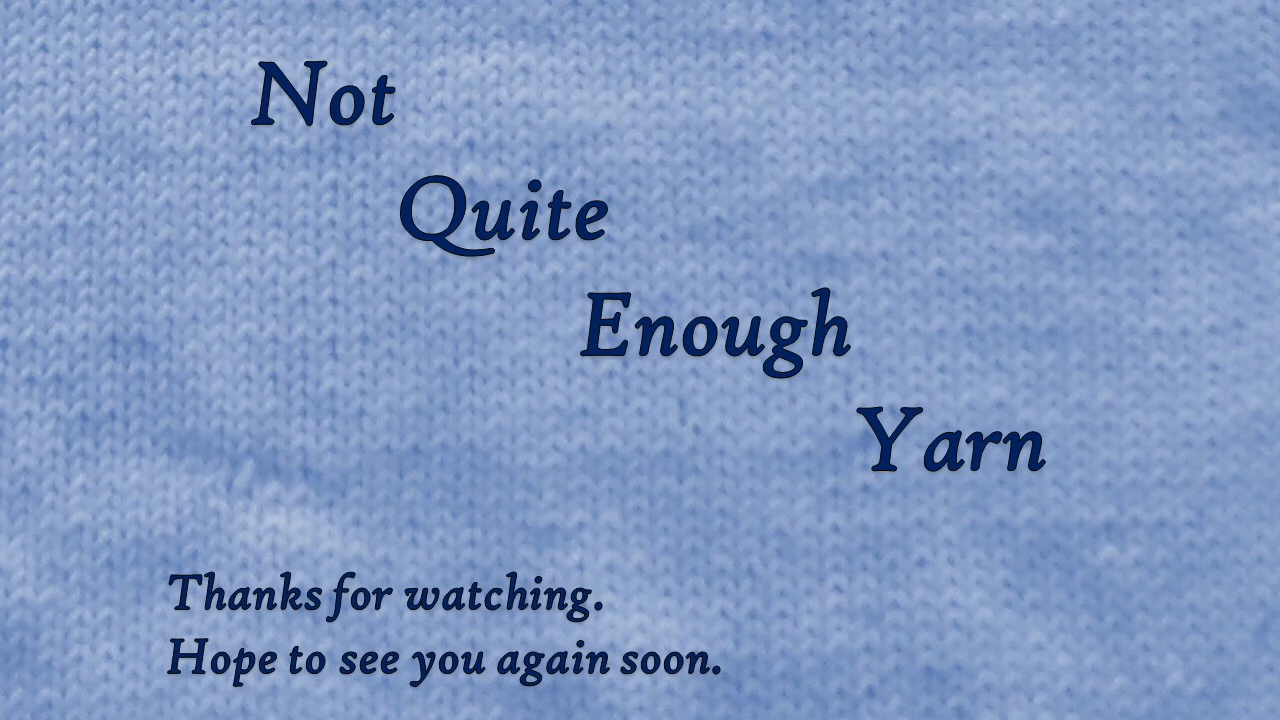 Not
Quite
Enough
Yarn
Thanks for watching.
Hope to see you again soon.